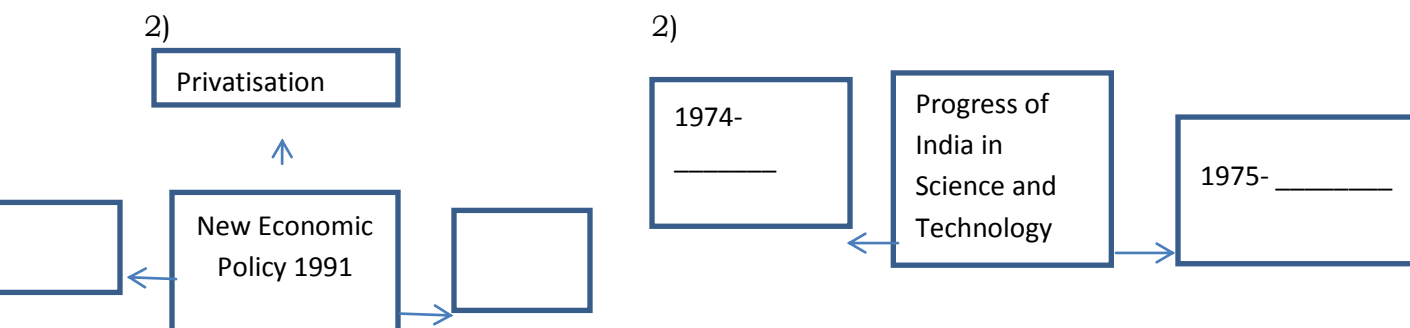 2)
Privatisation
New Economic
Policy 1991
2)
1974-
_______
Progress of
India in
Science and
Technology
1975- ________